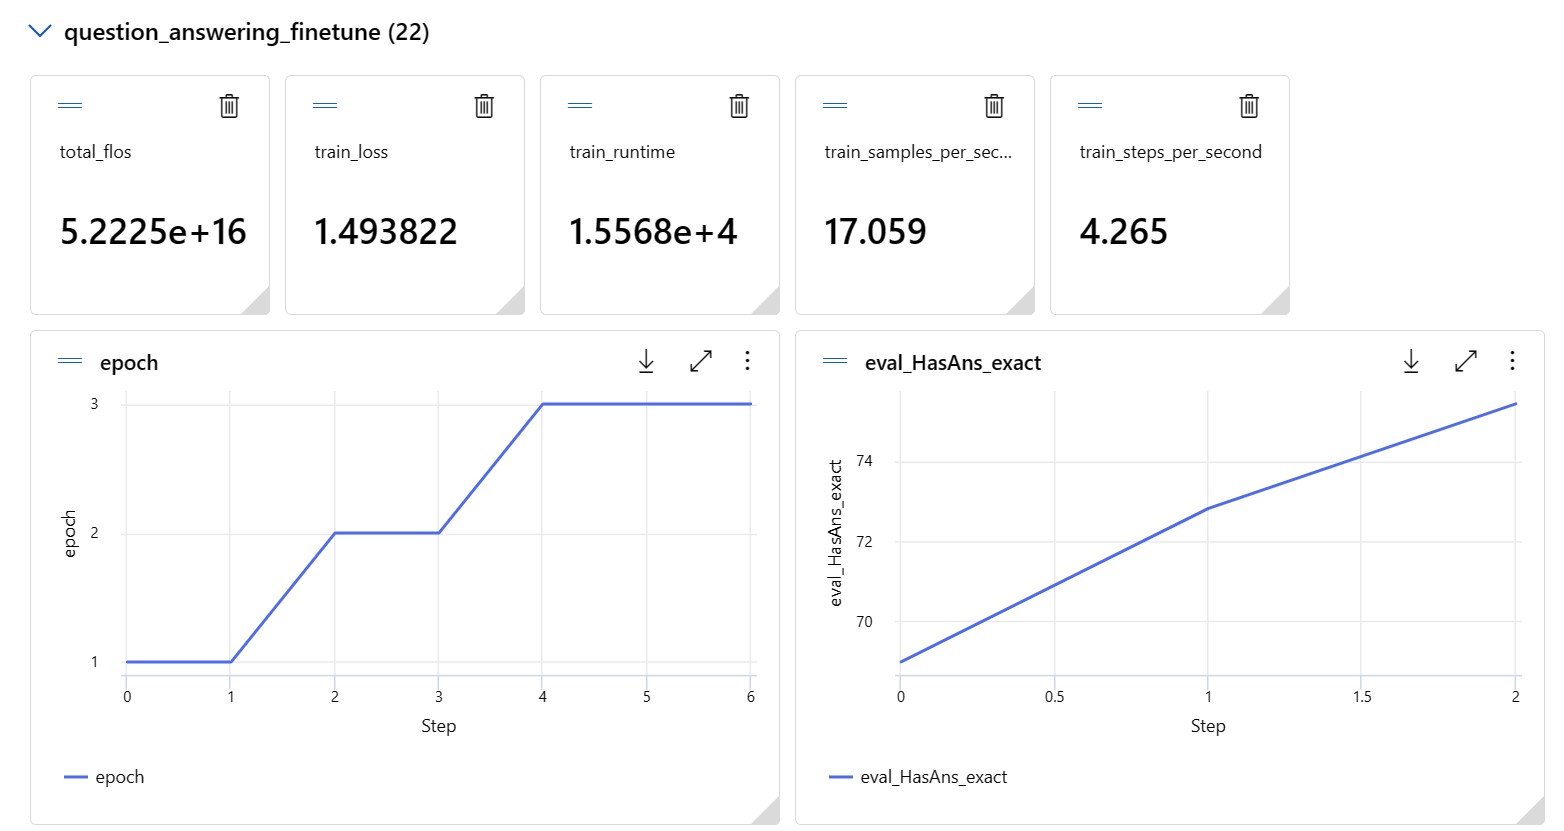 question_answering_finetune (22)
total_flos
5.2225e+16
train_loss
1.493822
train_runtime
1.5568e+4
train_samples_per_sec...
17.059
train_steps_per_second
4.265
epoch
3
2
1
epoch
0 1 2 3 4 5 6
Step
epoch
eval_HasAns_exact
74
72
70
eval_HasAns_exact
0 0.5 1 1.5 2
Step
eval_HasAns_exact